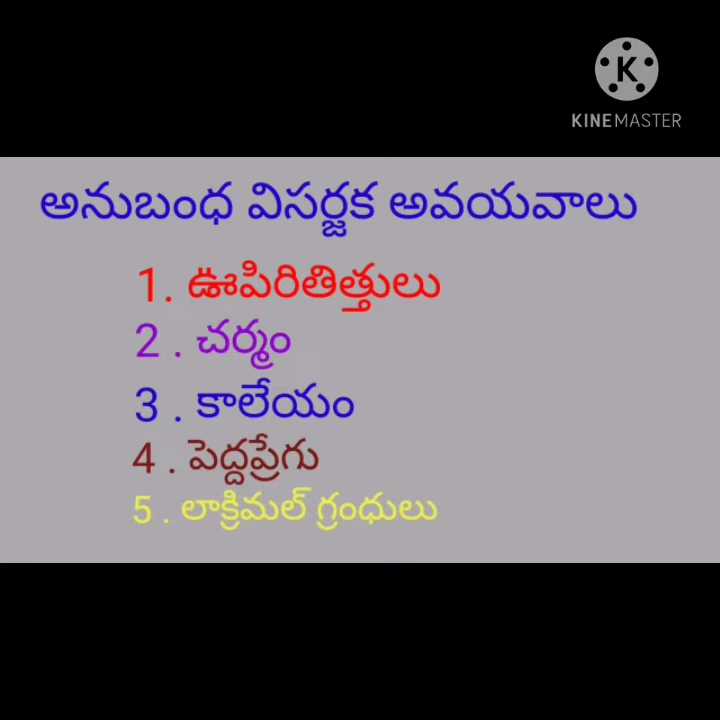 K
KINEMASTER
అనుబంధ విసర్జక అవయవాలు
1. ఊపిరితిత్తులు
2 . చర్మం
3 . కాలేయం
4 . పెద్దప్రేగు
5 . లాక్రిమల్ గ్రంధులు